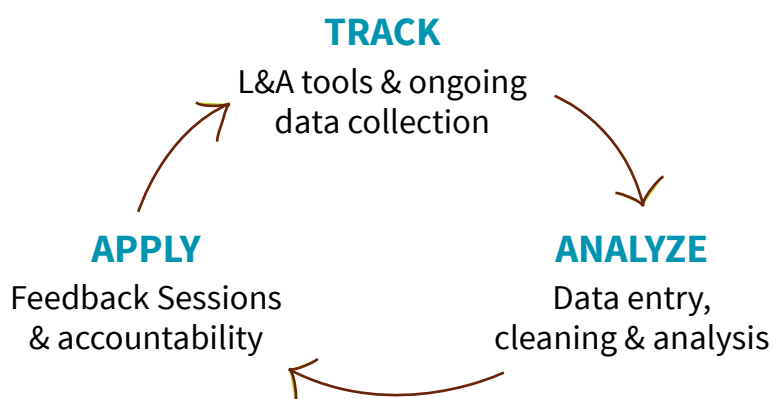 TRACK
L&A tools & ongoing
data collection
APPLY
Feedback Sessions
& accountability
ANALYZE
Data entry,
cleaning & analysis